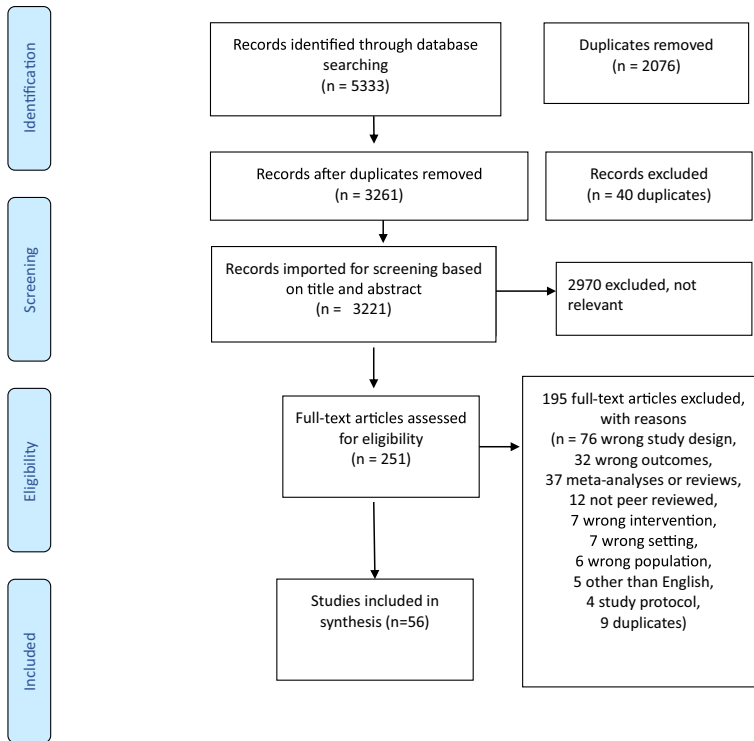 Identification
Records identified through database
searching
(n = 5333)
Duplicates removed
(n = 2076)
Records after duplicates removed
(n = 3261)
Records excluded
(n = 40 duplicates)
Screening
Records imported for screening based
on title and abstract
(n = 3221)
2970 excluded, not
relevant
Eligibility
Full-text articles assessed
for eligibility
(n = 251)
195 full-text articles excluded,
with reasons
(n = 76 wrong study design,
32 wrong outcomes,
37 meta-analyses or reviews,
12 not peer reviewed,
7 wrong intervention,
7 wrong setting,
6 wrong population,
5 other than English,
4 study protocol,
9 duplicates)
Included
Studies included in
synthesis (n=56)